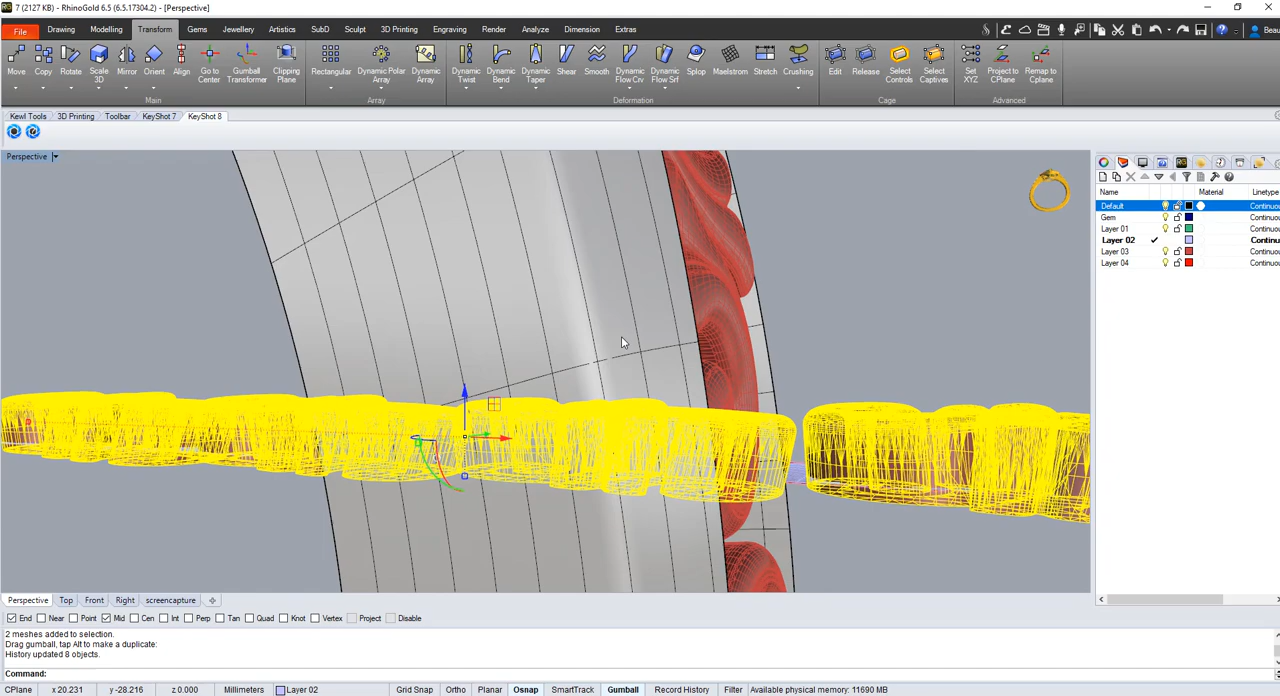 7 (2127 KB) - RhinoGold 6.5 (6.5.17304.2) - [Perspective]
File Drawing Modelling Transform Gems Jewellery Artistics SubD Sculpt 3D Printing Engraving Render Analyze Dimension Extras Beau
Move Copy Rotate Scale 3D Mirror Orient Align Go to Center Gumball Transformer Clipping Plane Rectangular Dynamic Polar Array Dynamic Array Dynamic Twist Dynamic Bend Dynamic Taper Shear Smooth Dynamic Flow Crv Dynamic Flow Srf Splop Maelstrom Stretch Crushing Edit Release Select Controls Select Captives Set XYZ Project to CPlane Remap to Cplane
Main Array Deformation Cage Advanced
Kewl Tools 3D Printing Toolbar KeyShot 7 KeyShot 8
Perspective
Name Material Linetype
Default Continuou
Gem Continuou
Layer 01 Continuou
Layer 02 Continu
Layer 03 Continuou
Layer 04 Continuou
Perspective Top Front Right screencapture
End Near Point Mid Cen Int Perp Tan Quad Knot Vertex Project Disable
2 meshes added to selection.
Drag gumball, tap Alt to make a duplicate:
History updated 8 objects.
Command:
CPlane x 20.231 y -28.216 z 0.000 Millimeters Layer 02 Grid Snap Ortho Planar Osnap SmartTrack Gumball Record History Filter Available physical memory: 11690 MB